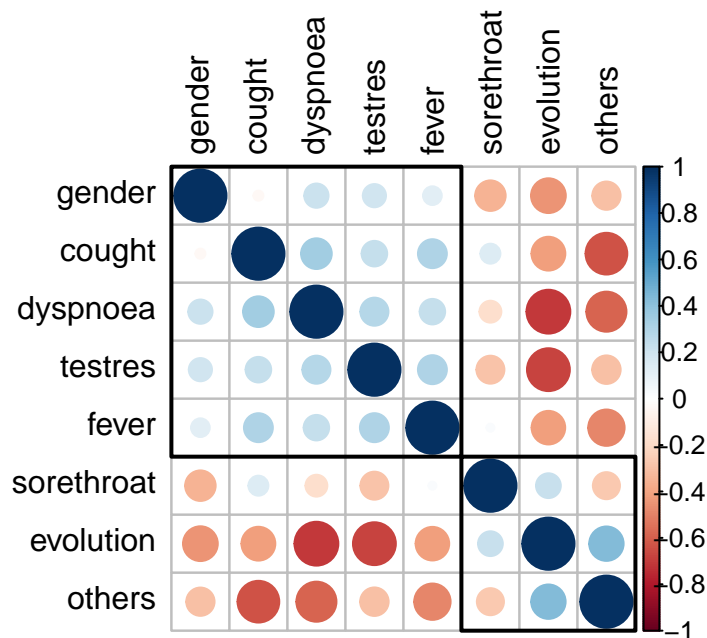 gender
cought
dyspnoea
testres
fever
sorethroat
evolution
others
gender
cought
dyspnoea
testres
fever
sorethroat
evolution
others
1
0.8
0.6
0.4
0.2
0
−0.2
−0.4
−0.6
−0.8
−1